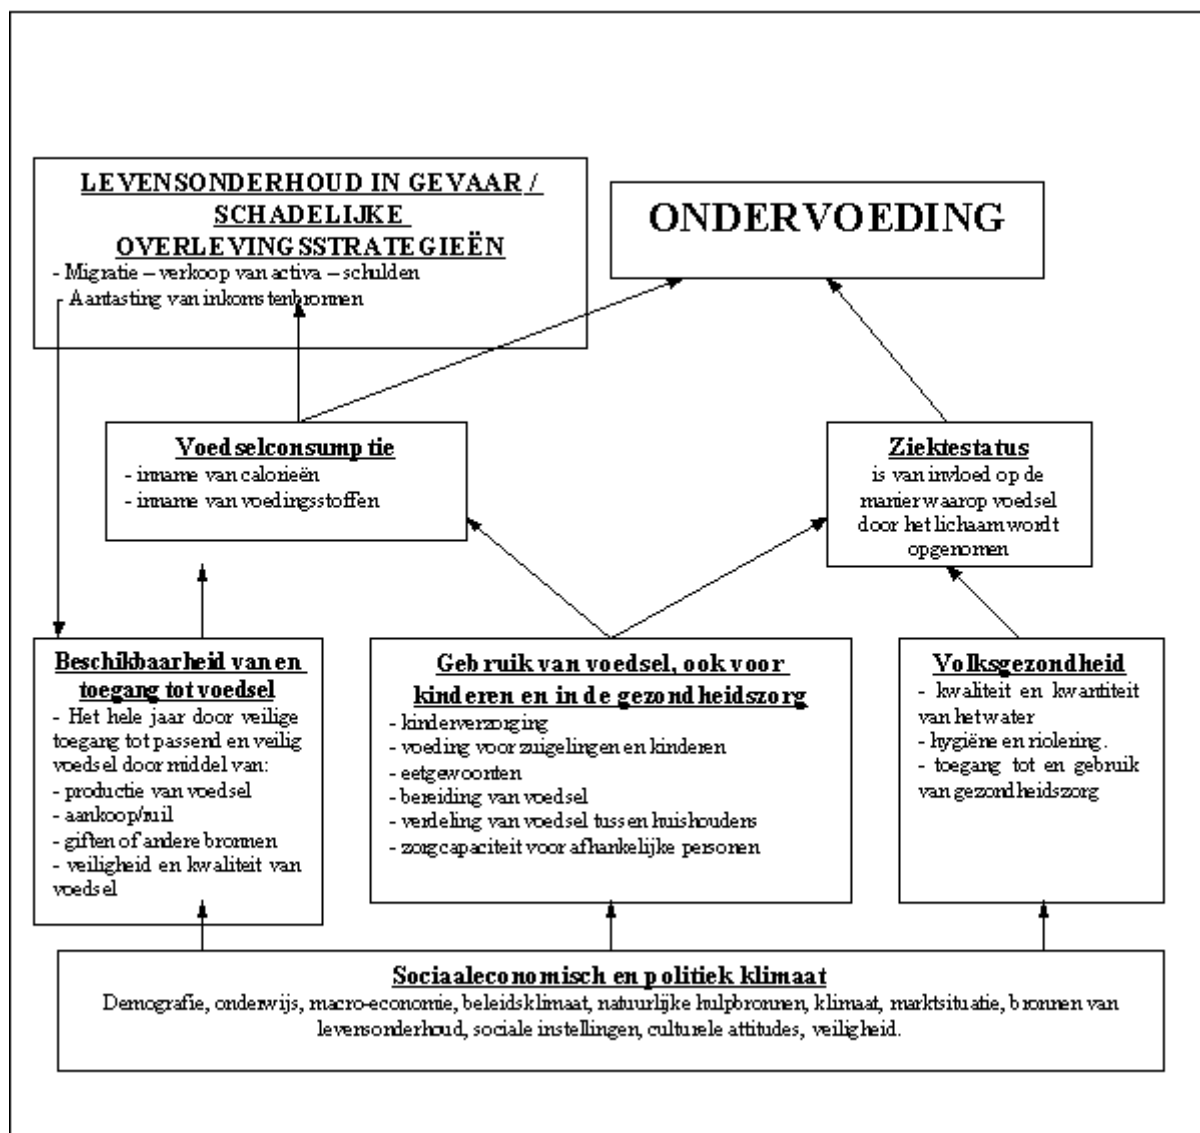 LEVENSONDERHOUD IN GEVAAR /
SCHADELIJKE
OVERLEVINGSSTRATEGIEËN
- Migratie – verkoop van activa – schulden
- Aantasting van inkomstenbronnen
ONDERVOEDING
Voedselconsumptie
- inname van calorieën
- inname van voedingsstoffen
Ziektestatus
is van invloed op de
manier waarop voedsel
door het lichaam wordt
opgenomen
Beschikbaarheid van en
toegang tot voedsel
- Het hele jaar door veilige
toegang tot passend en veilig
voedsel door middel van:
- productie van voedsel
- aankoop/ruil
- giften of andere bronnen
- veiligheid en kwaliteit van
voedsel
Gebruik van voedsel, ook voor
kinderen en in de gezondheidszorg
- kinderverzorging
- voeding voor zuigelingen en kinderen
- eetgewoonten
- bereiding van voedsel
- verdeling van voedsel tussen huishouders
- zorgcapaciteit voor afhankelijke personen
Volksgezondheid
- kwaliteit en kwantiteit
van het water
- hygiëne en riolering.
- toegang tot en gebruik
van gezondheidszorg
Sociaaleconomisch en politiek klimaat
Demografie, onderwijs, macro-economie, beleidsklimaat, natuurlijke hulpbronnen, klimaat, marktsituatie, bronnen van
levensonderhoud, sociale instellingen, culturele attitudes, veiligheid.